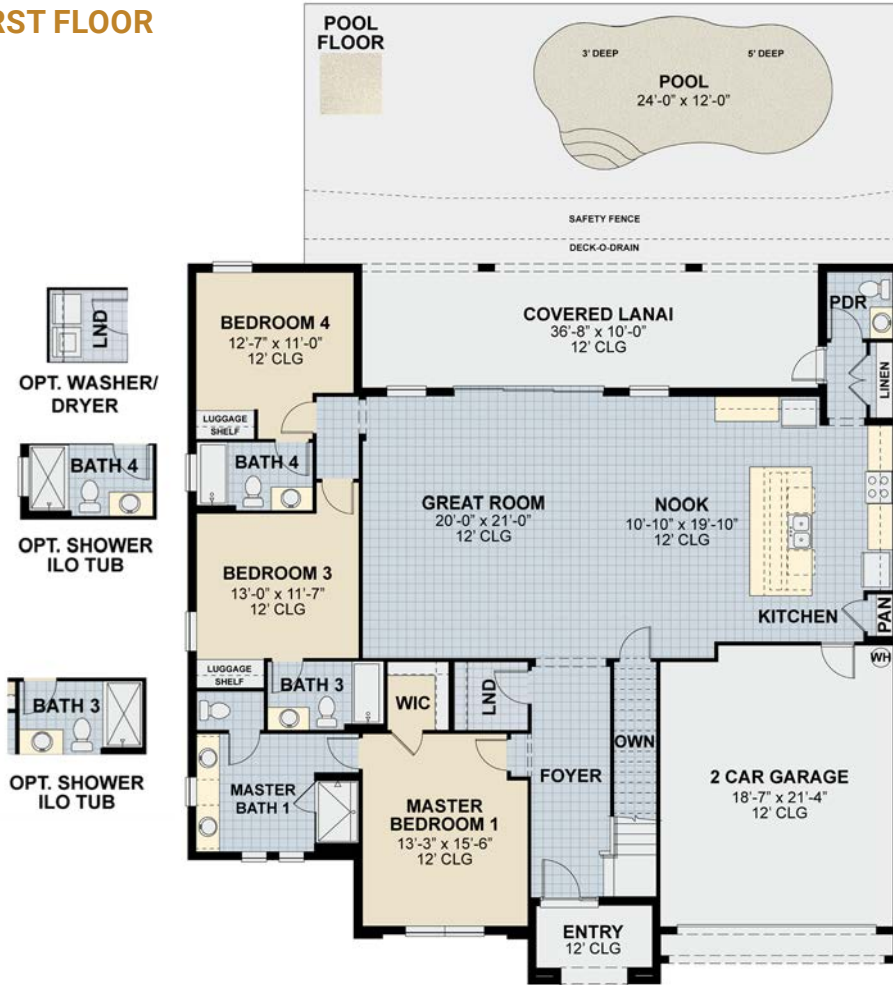 RST FLOOR
POOL
FLOOR
3' DEEP
5' DEEP
POOL
24'-0" x 12'-0"
SAFETY FENCE
DECK-O-DRAIN
LND
OPT. WASHER/
DRYER
BEDROOM 4
12'-7" x 11'-0"
12' CLG
LUGGAGE
SHELF
COVERED LANAI
36'-8" x 10'-0"
12' CLG
PDR
LINEN
BATH 4
OPT. SHOWER
ILO TUB
BATH 4
GREAT ROOM
20'-0" x 21'-0"
12' CLG
NOOK
10'-10" x 19'-10"
12' CLG
BEDROOM 3
13'-0" x 11'-7"
12' CLG
LUGGAGE
SHELF
KITCHEN
PAN
WH
BATH 3
OPT. SHOWER
ILO TUB
BATH 3
WIC
LND
OWN
FOYER
MASTER
BATH 1
MASTER
BEDROOM 1
13'-3" x 15'-6"
12' CLG
2 CAR GARAGE
18'-7" x 21'-4"
12' CLG
ENTRY
12' CLG